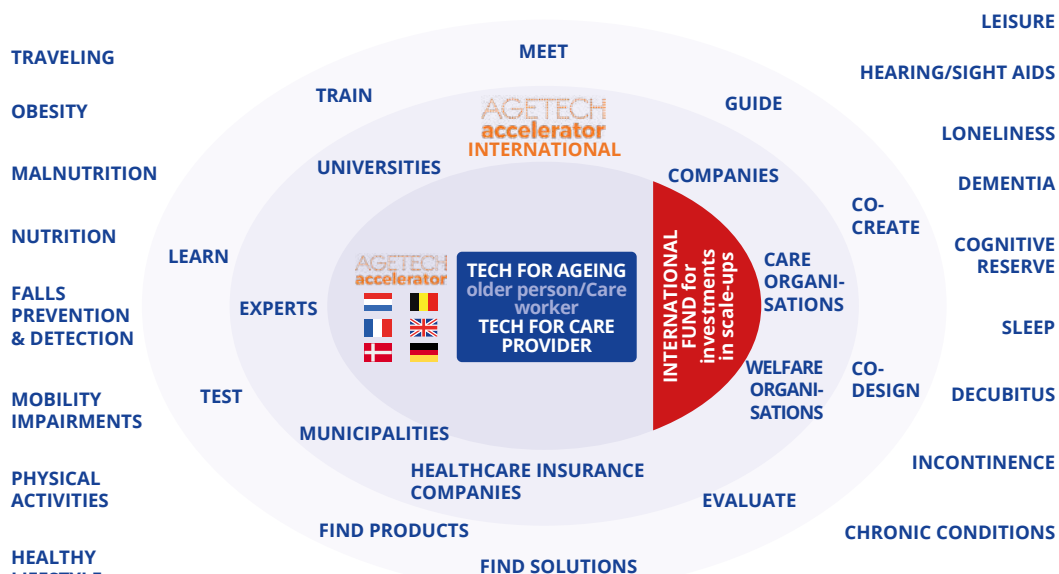 TRAVELING
OBESITY
MALNUTRITION
NUTRITION
FALLS
PREVENTION
& DETECTION
MOBILITY
IMPAIRMENTS
PHYSICAL
ACTIVITIES
HEALTHY
LIFESTYLE
MEET
TRAIN
GUIDE
LEARN
CO-
CREATE
TEST
CO-
DESIGN
EVALUATE
FIND PRODUCTS
FIND SOLUTIONS
AGETECH
accelerator
INTERNATIONAL
UNIVERSITIES
COMPANIES
EXPERTS
CARE
ORGANI-
SATIONS
WELFARE
ORGANI-
SATIONS
MUNICIPALITIES
HEALTHCARE INSURANCE
COMPANIES
AGETECH
accelerator
TECH FOR AGEING
older person/Care
worker
TECH FOR CARE
PROVIDER
INTERNATIONAL
FUND for
investments
in scale-ups
LEISURE
HEARING/SIGHT AIDS
LONELINESS
DEMENTIA
COGNITIVE
RESERVE
SLEEP
DECUBITUS
INCONTINENCE
CHRONIC CONDITIONS